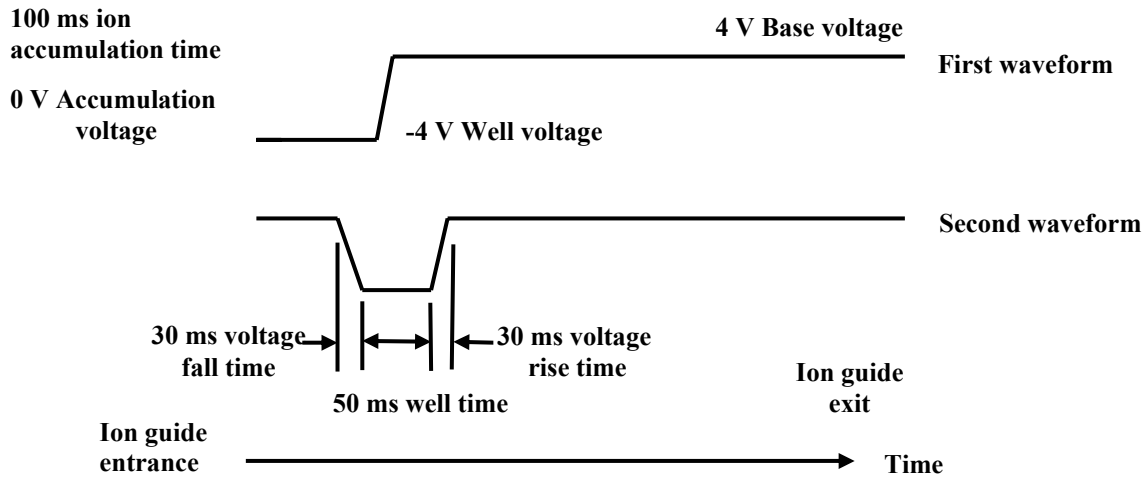 100 ms ion
accumulation time
4 V Base voltage
First waveform
0 V Accumulation
voltage
-4 V Well voltage
Second waveform
30 ms voltage
fall time
30 ms voltage
rise time
50 ms well time
Ion guide
exit
Ion guide
entrance
Time